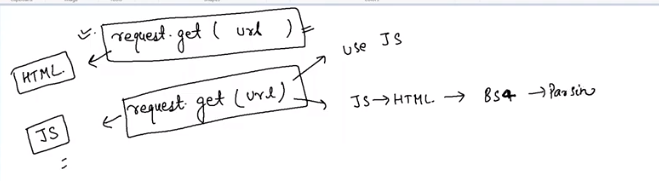 request.get ( url )
HTML
use JS
request.get (url)
JS → HTML → BS4 → Parsin
JS